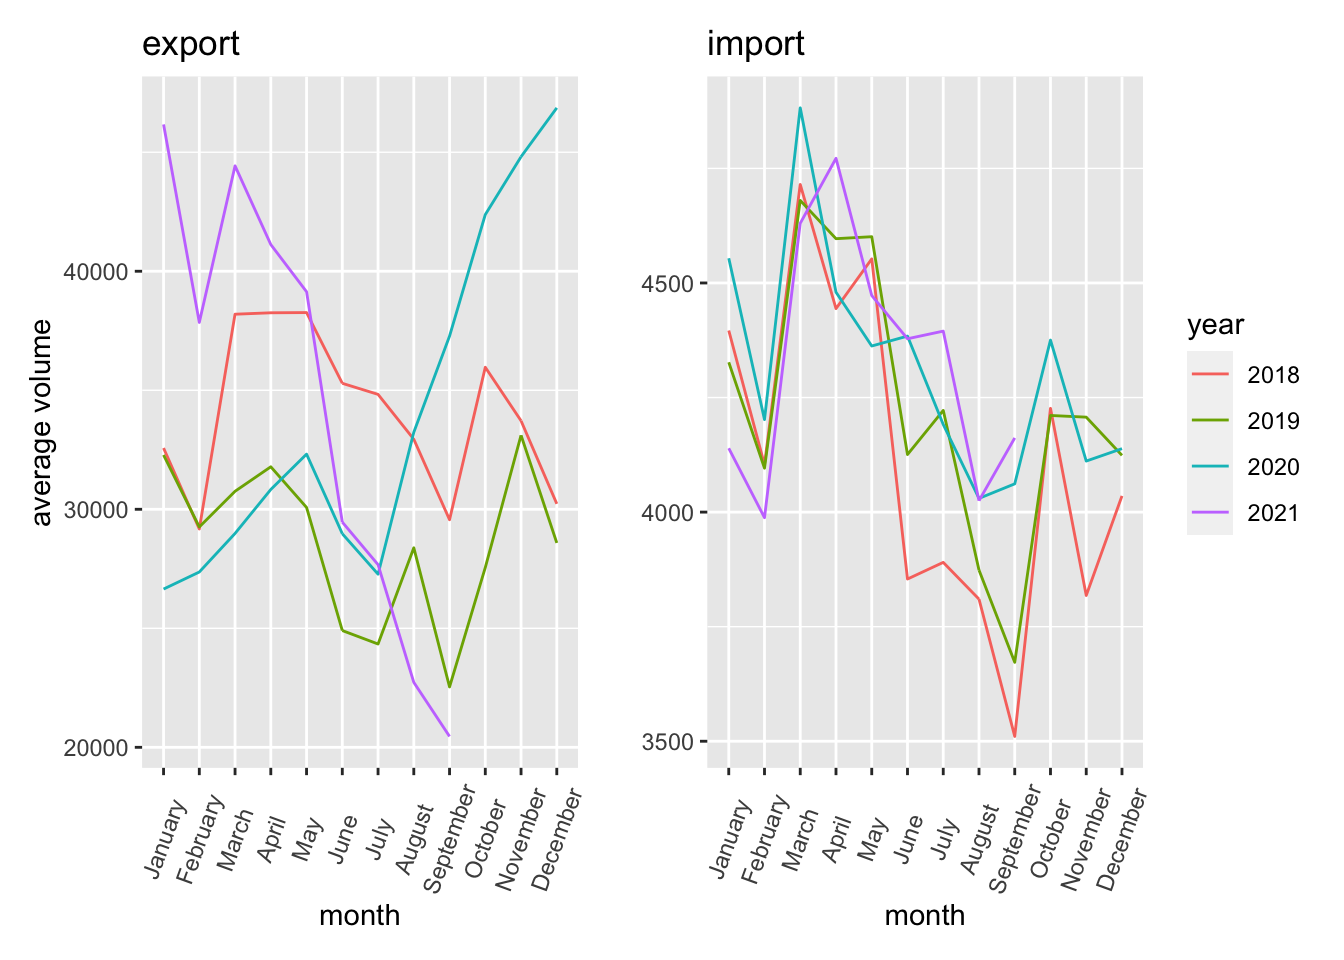 export
import
average volume
40000
30000
20000
4500
4000
3500
January
February
March
April
May
June
July
August
September
October
November
December
month
January
February
March
April
May
June
July
August
September
October
November
December
month
year
2018
2019
2020
2021